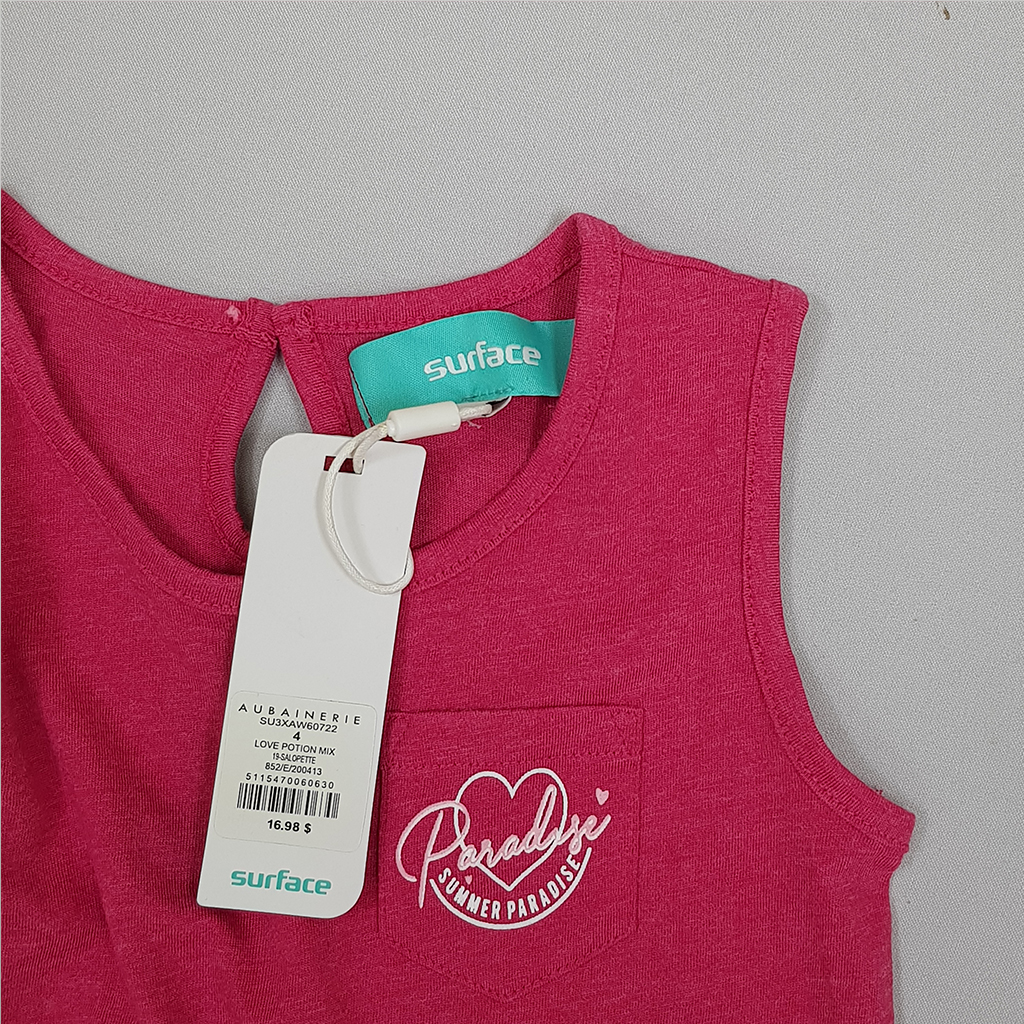 surface
AUBAINERIE
SU3XAW60722
4
LOVE POTION MIX
19-SALOPETTE
852/E/200413
5115470060630
16.98 $
surface
Paradise
SUMMER PARADISE